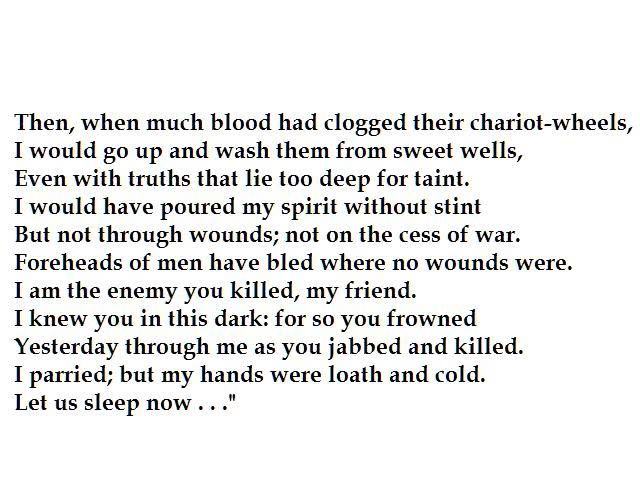 Then, when much blood had clogged their chariot-wheels,
I would go up and wash them from sweet wells,
Even with truths that lie too deep for taint.
I would have poured my spirit without stint
But not through wounds; not on the cess of war.
Foreheads of men have bled where no wounds were.
I am the enemy you killed, my friend.
I knew you in this dark: for so you frowned
Yesterday through me as you jabbed and killed.
I parried; but my hands were loath and cold.
Let us sleep now . . ."